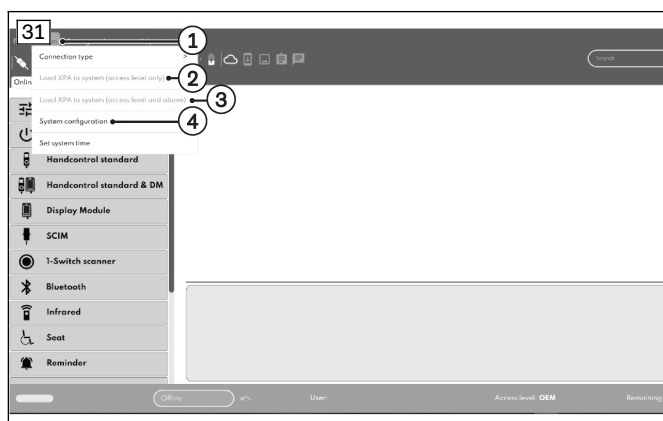 31
1
Connection type >
Search
Load XPA to system (access level only)
2
Onlin
Load XPA to system (access level and above)
3
System configuration
4
Set system time
Handcontrol standard
Handcontrol standard & DM
Display Module
SCIM
1-Switch scanner
Bluetooth
Infrared
Seat
Reminder
Offline
User:
Access level: OEM
Remaining